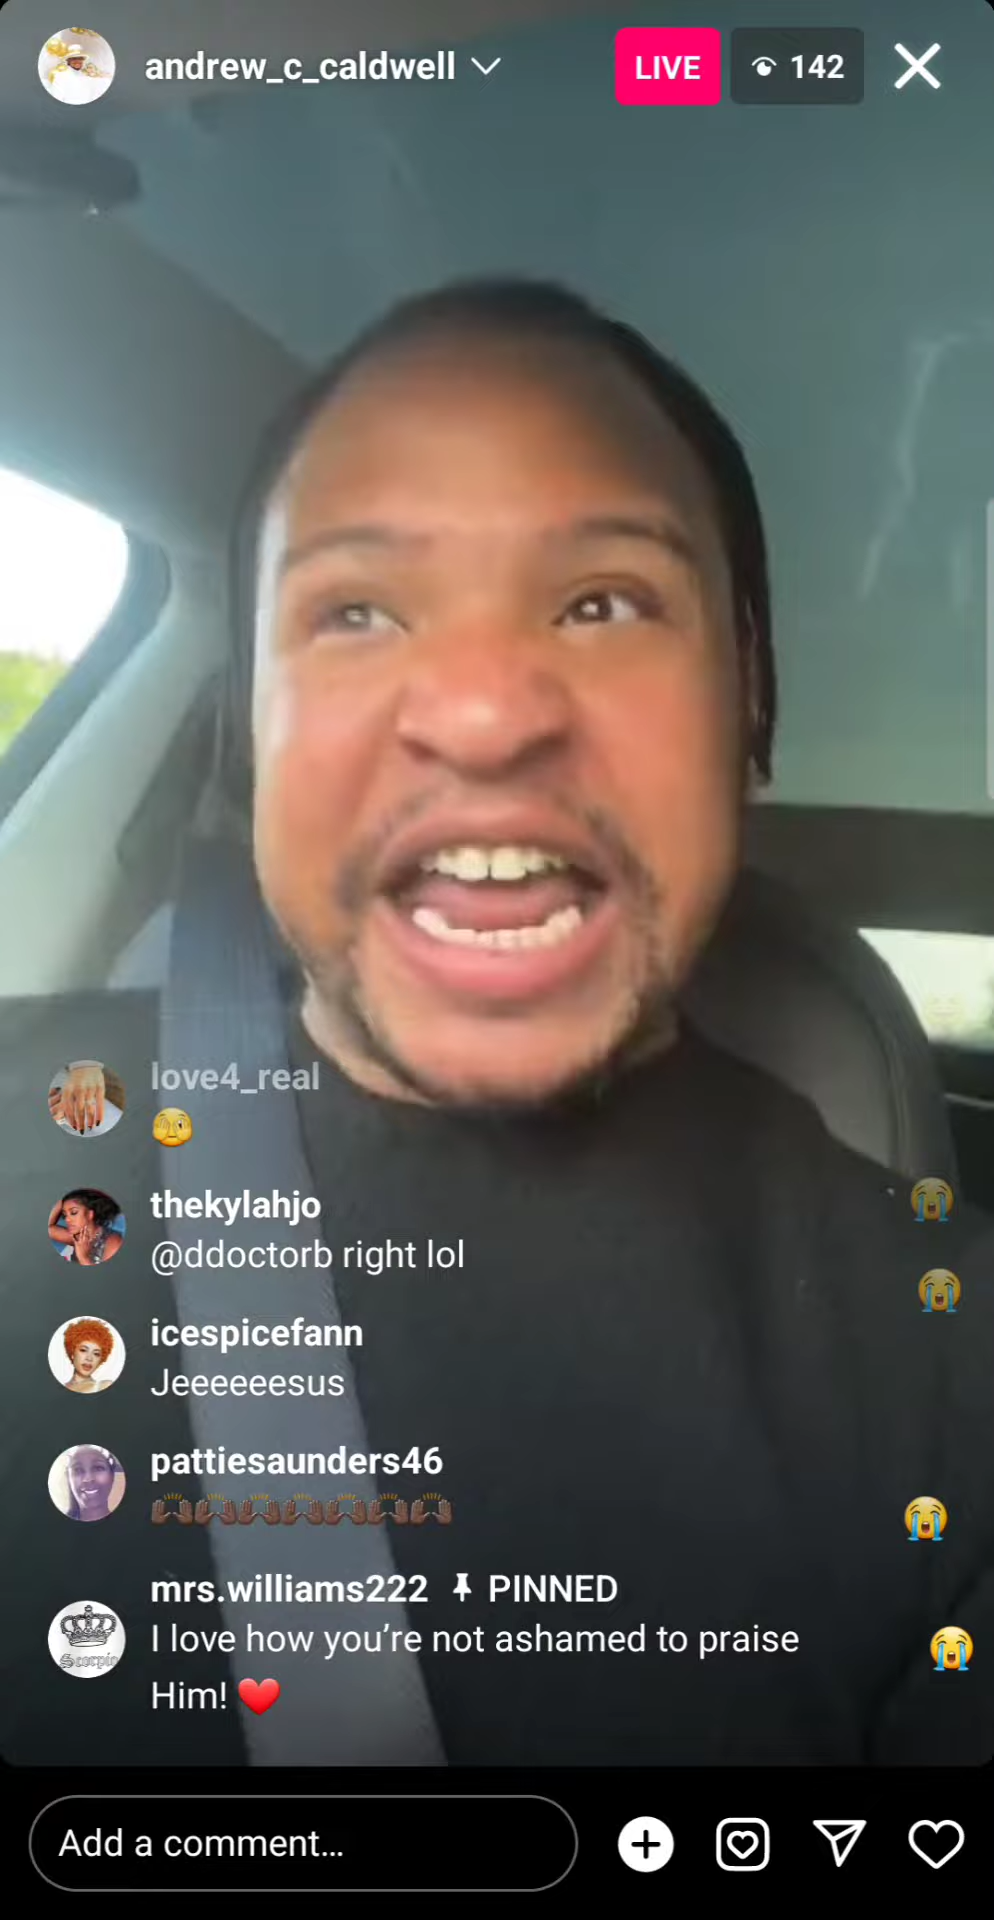 andrew_c_caldwell
LIVE
142
love4_real
thekylahjo
@ddoctorb right lol
icespicefann
Jeeeeeesus
pattiesaunders46
mrs.williams222 PINNED
I love how you’re not ashamed to praise
Him!
Scorpio
Add a comment...